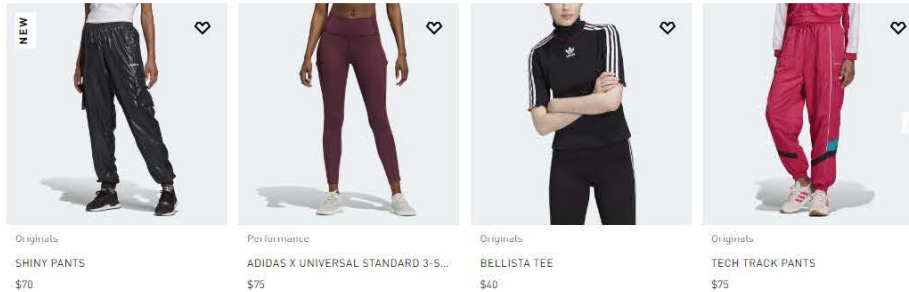 NEW
Originals
SHINY PANTS
$70
Performance
ADIDAS X UNIVERSAL STANDARD 3-S...
$75
Originals
BELLISTA TEE
$40
Originals
TECH TRACK PANTS
$75